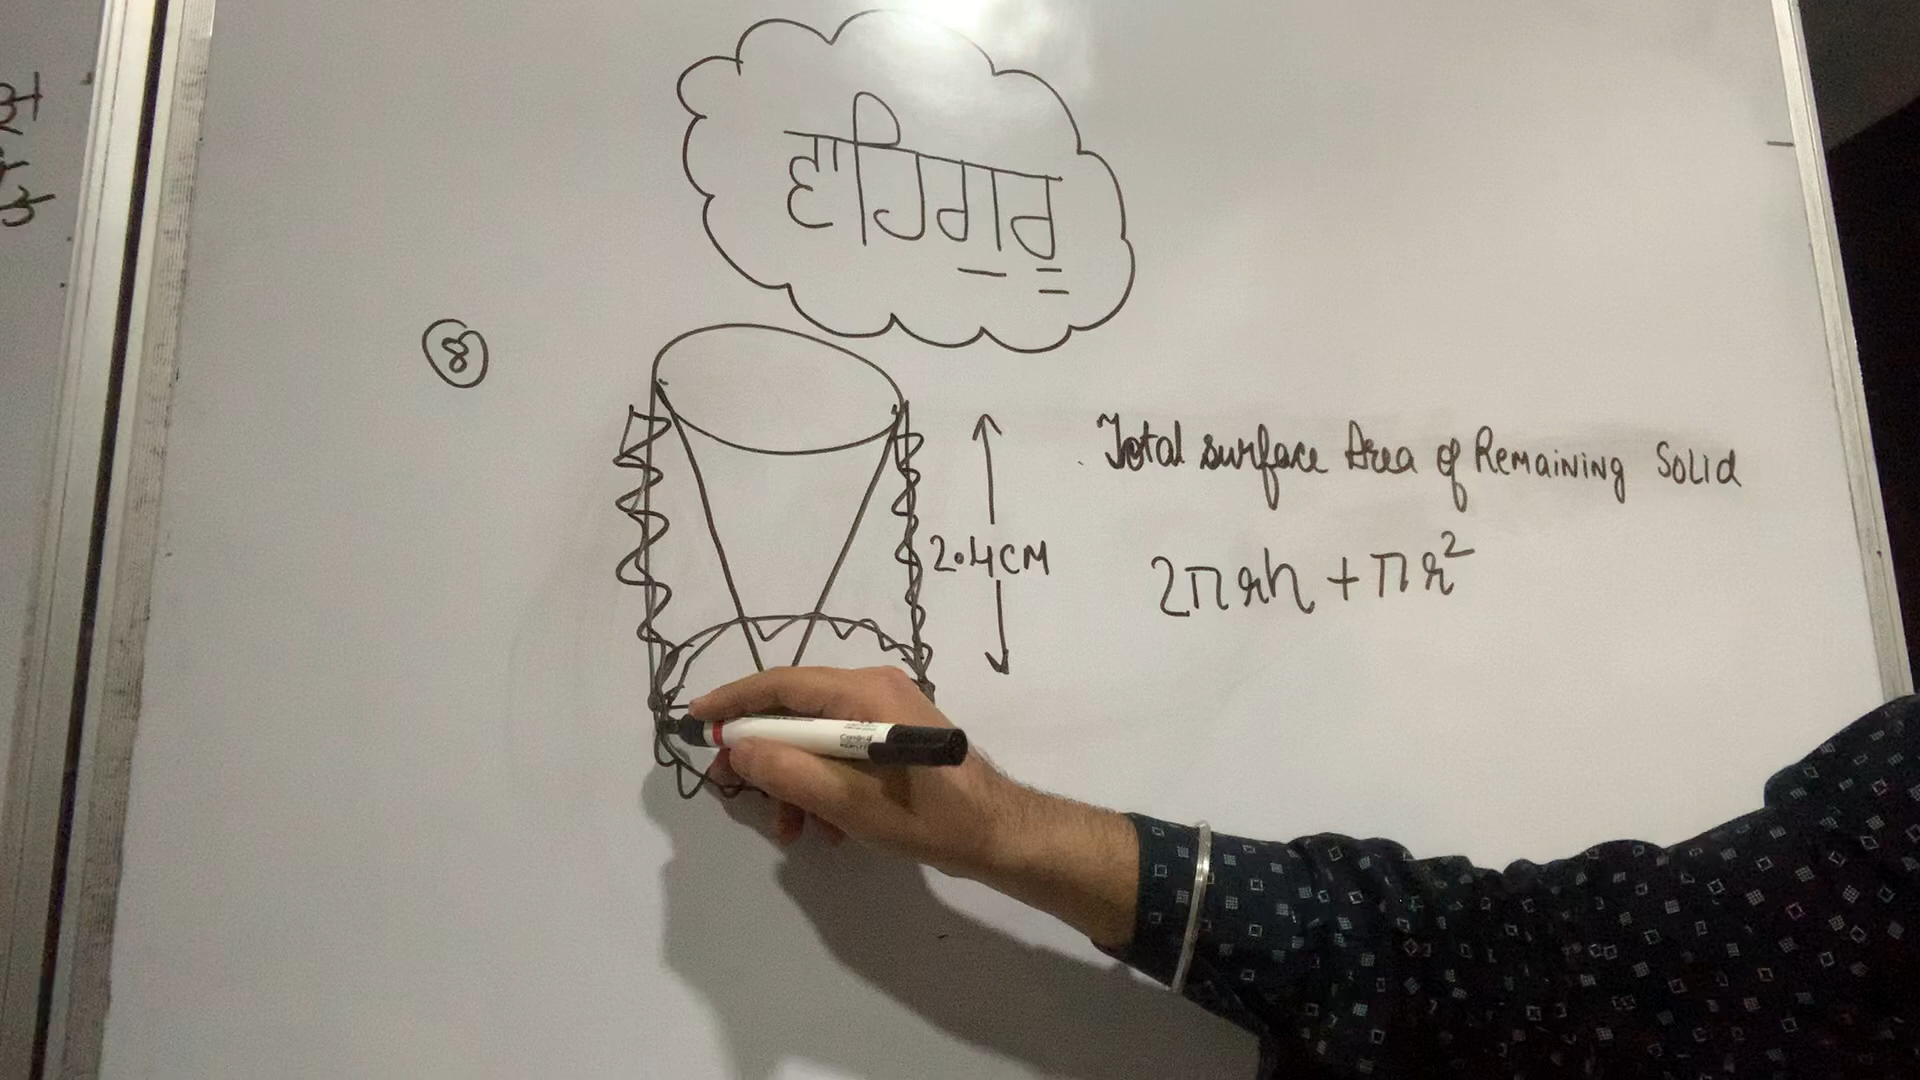 ਵਾਹਿਗੁਰੂ
8
Total surface Area of Remaining Solid
2.4CM
2πrh + πr²